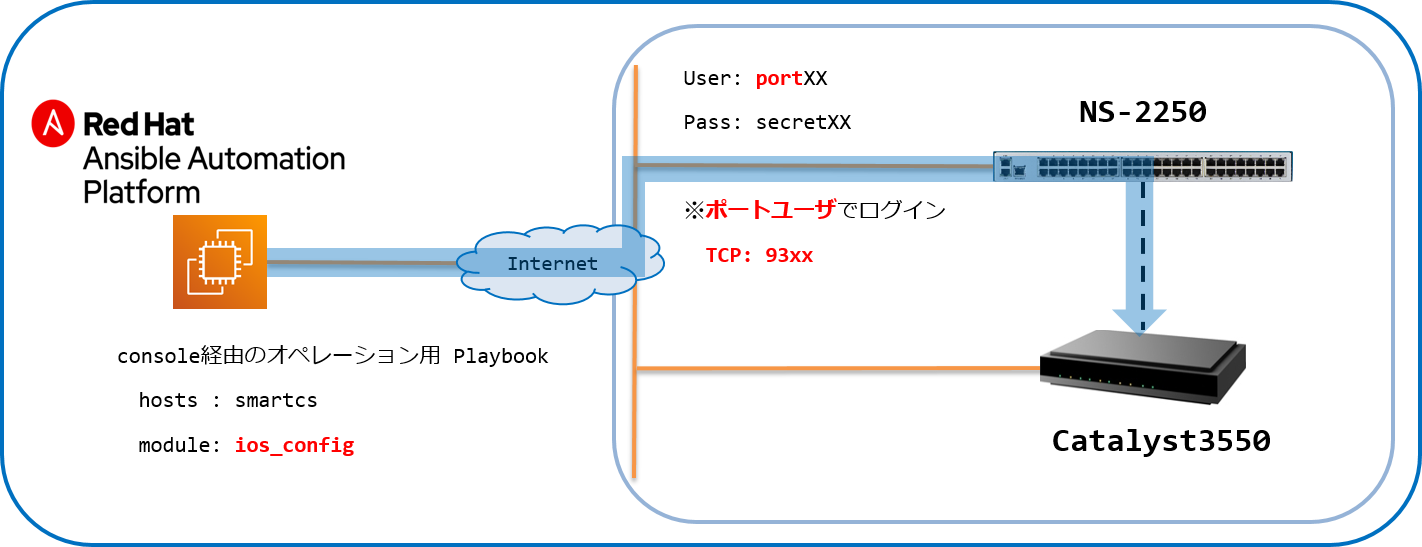 Red Hat
Ansible Automation
Platform
User: portXX
Pass: secretXX
NS-2250
※ポートユーザでログイン
TCP: 93xx
Internet
console経由のオペレーション用 Playbook
hosts : smartcs
module: ios_config
Catalyst3550